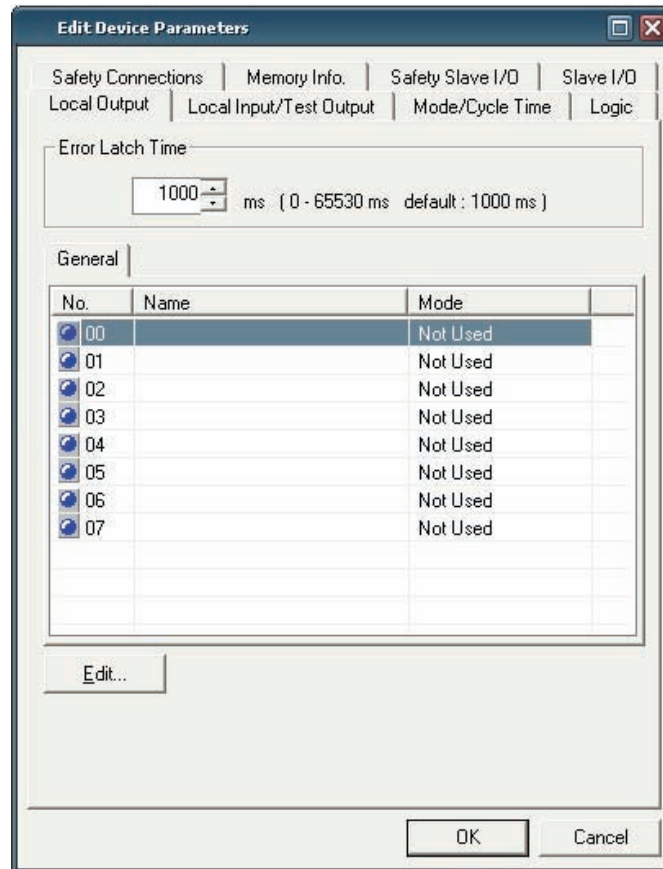 Edit Device Parameters
Safety Connections Memory Info. Safety Slave I/O Slave I/O
Local Output Local Input/Test Output Mode/Cycle Time Logic
Error Latch Time
1000 ms ( 0 - 65530 ms default : 1000 ms )
General
No. Name Mode
00 Not Used
01 Not Used
02 Not Used
03 Not Used
04 Not Used
05 Not Used
06 Not Used
07 Not Used
Edit...
OK Cancel